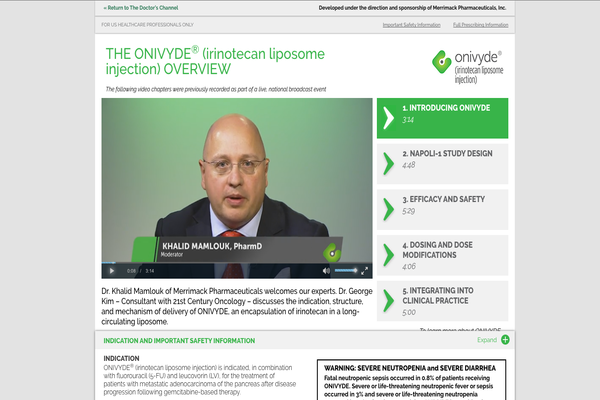 « Return to The Doctor's Channel
Developed under the direction and sponsorship of Merrimack Pharmaceuticals, Inc.
FOR US HEALTHCARE PROFESSIONALS ONLY
Important Safety Information
Full Prescribing Information
THE ONIVYDE® (irinotecan liposome
injection) OVERVIEW
The following video chapters were previously recorded as part of a live, national broadcast event
onivyde®
(irinotecan liposome
injection)
KHALID MAMLOUK, PharmD
Moderator
0:06 / 3:14
1. INTRODUCING ONIVYDE
3:14
2. NAPOLI-1 STUDY DESIGN
4:48
3. EFFICACY AND SAFETY
5:29
4. DOSING AND DOSE
MODIFICATIONS
4:06
5. INTEGRATING INTO
CLINICAL PRACTICE
5:00
Dr. Khalid Mamlouk of Merrimack Pharmaceuticals welcomes our experts. Dr. George
Kim – Consultant with 21st Century Oncology – discusses the indication, structure,
and mechanism of delivery of ONIVYDE, an encapsulation of irinotecan in a long-
circulating liposome.
To learn more about ONIVYDE
INDICATION AND IMPORTANT SAFETY INFORMATION
Expand
INDICATION
ONIVYDE® (irinotecan liposome injection) is indicated, in combination
with fluorouracil (5-FU) and leucovorin (LV), for the treatment of
patients with metastatic adenocarcinoma of the pancreas after disease
progression following gemcitabine-based therapy.
WARNING: SEVERE NEUTROPENIA and SEVERE DIARRHEA
Fatal neutropenic sepsis occurred in 0.8% of patients receiving
ONIVYDE. Severe or life-threatening neutropenic fever or sepsis
occurred in 3% and severe or life-threatening neutropenia